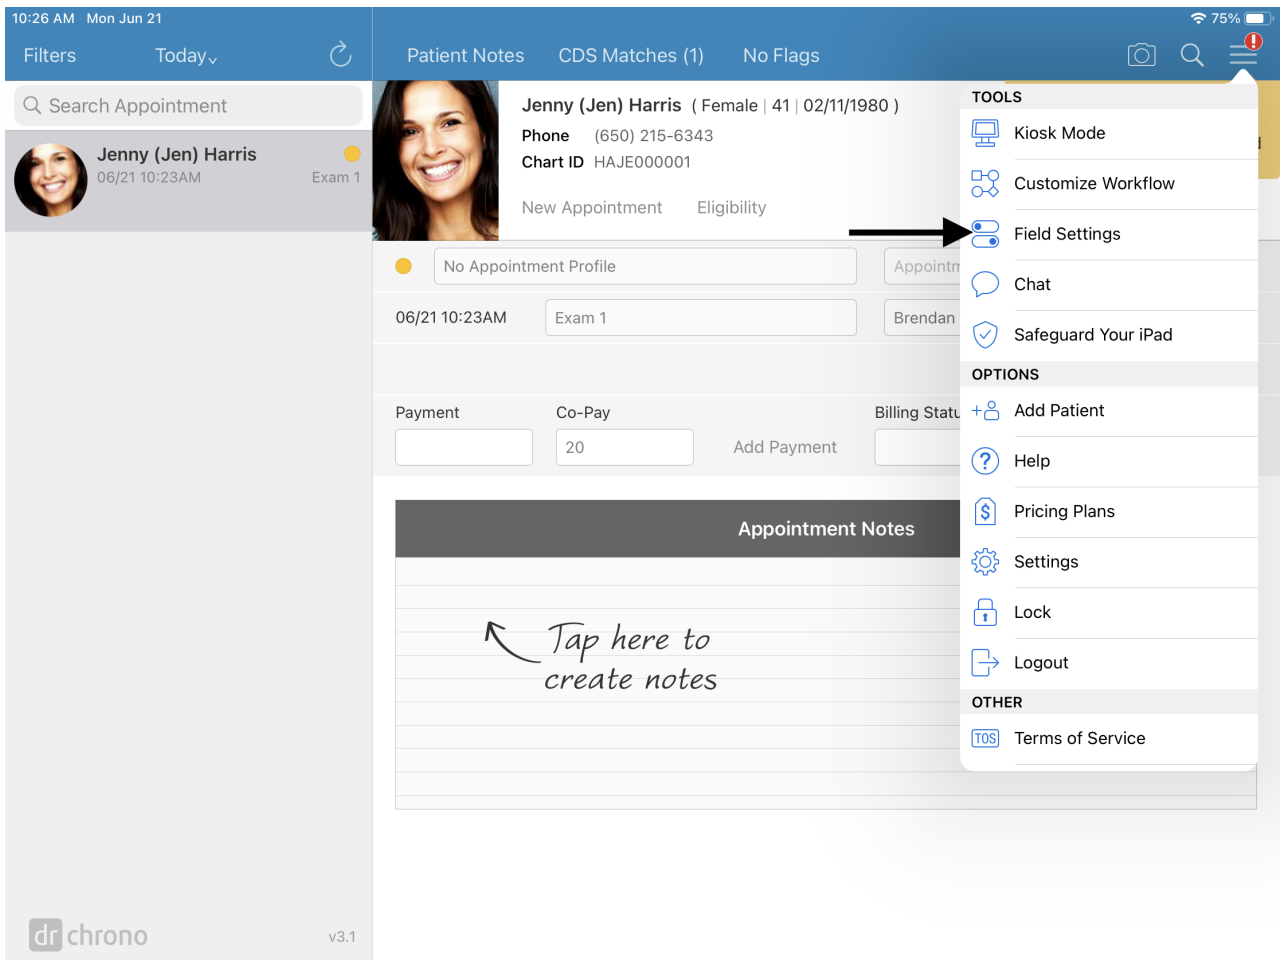 10:26 AM Mon Jun 21
75%
Filters Today
Patient Notes CDS Matches (1) No Flags
Search Appointment
Jenny (Jen) Harris
06/21 10:23AM Exam 1
Jenny (Jen) Harris ( Female | 41 | 02/11/1980 )
Phone (650) 215-6343
Chart ID HAJE000001
New Appointment Eligibility
No Appointment Profile
06/21 10:23AM Exam 1 Brendan
Payment Co-Pay Billing
20 Add Payment
Appointment Notes
Tap here to
create notes
TOOLS
Kiosk Mode
Customize Workflow
Field Settings
Chat
Safeguard Your iPad
OPTIONS
+ Add Patient
? Help
$ Pricing Plans
Settings
Lock
Logout
OTHER
TOS Terms of Service
dr chrono v3.1